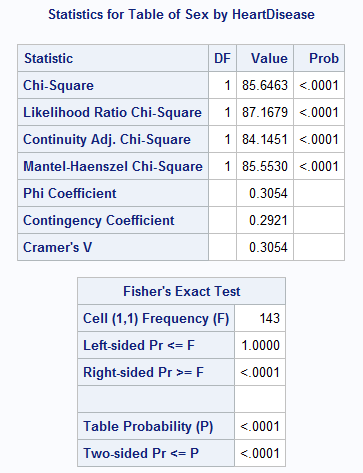 Statistics for Table of Sex by HeartDisease
Statistic DF Value Prob
Chi-Square 1 85.6463 <.0001
Likelihood Ratio Chi-Square 1 87.1679 <.0001
Continuity Adj. Chi-Square 1 84.1451 <.0001
Mantel-Haenszel Chi-Square 1 85.5530 <.0001
Phi Coefficient 0.3054
Contingency Coefficient 0.2921
Cramer's V 0.3054
Fisher's Exact Test
Cell (1,1) Frequency (F) 143
Left-sided Pr <= F 1.0000
Right-sided Pr >= F <.0001
Table Probability (P) <.0001
Two-sided Pr <= P <.0001